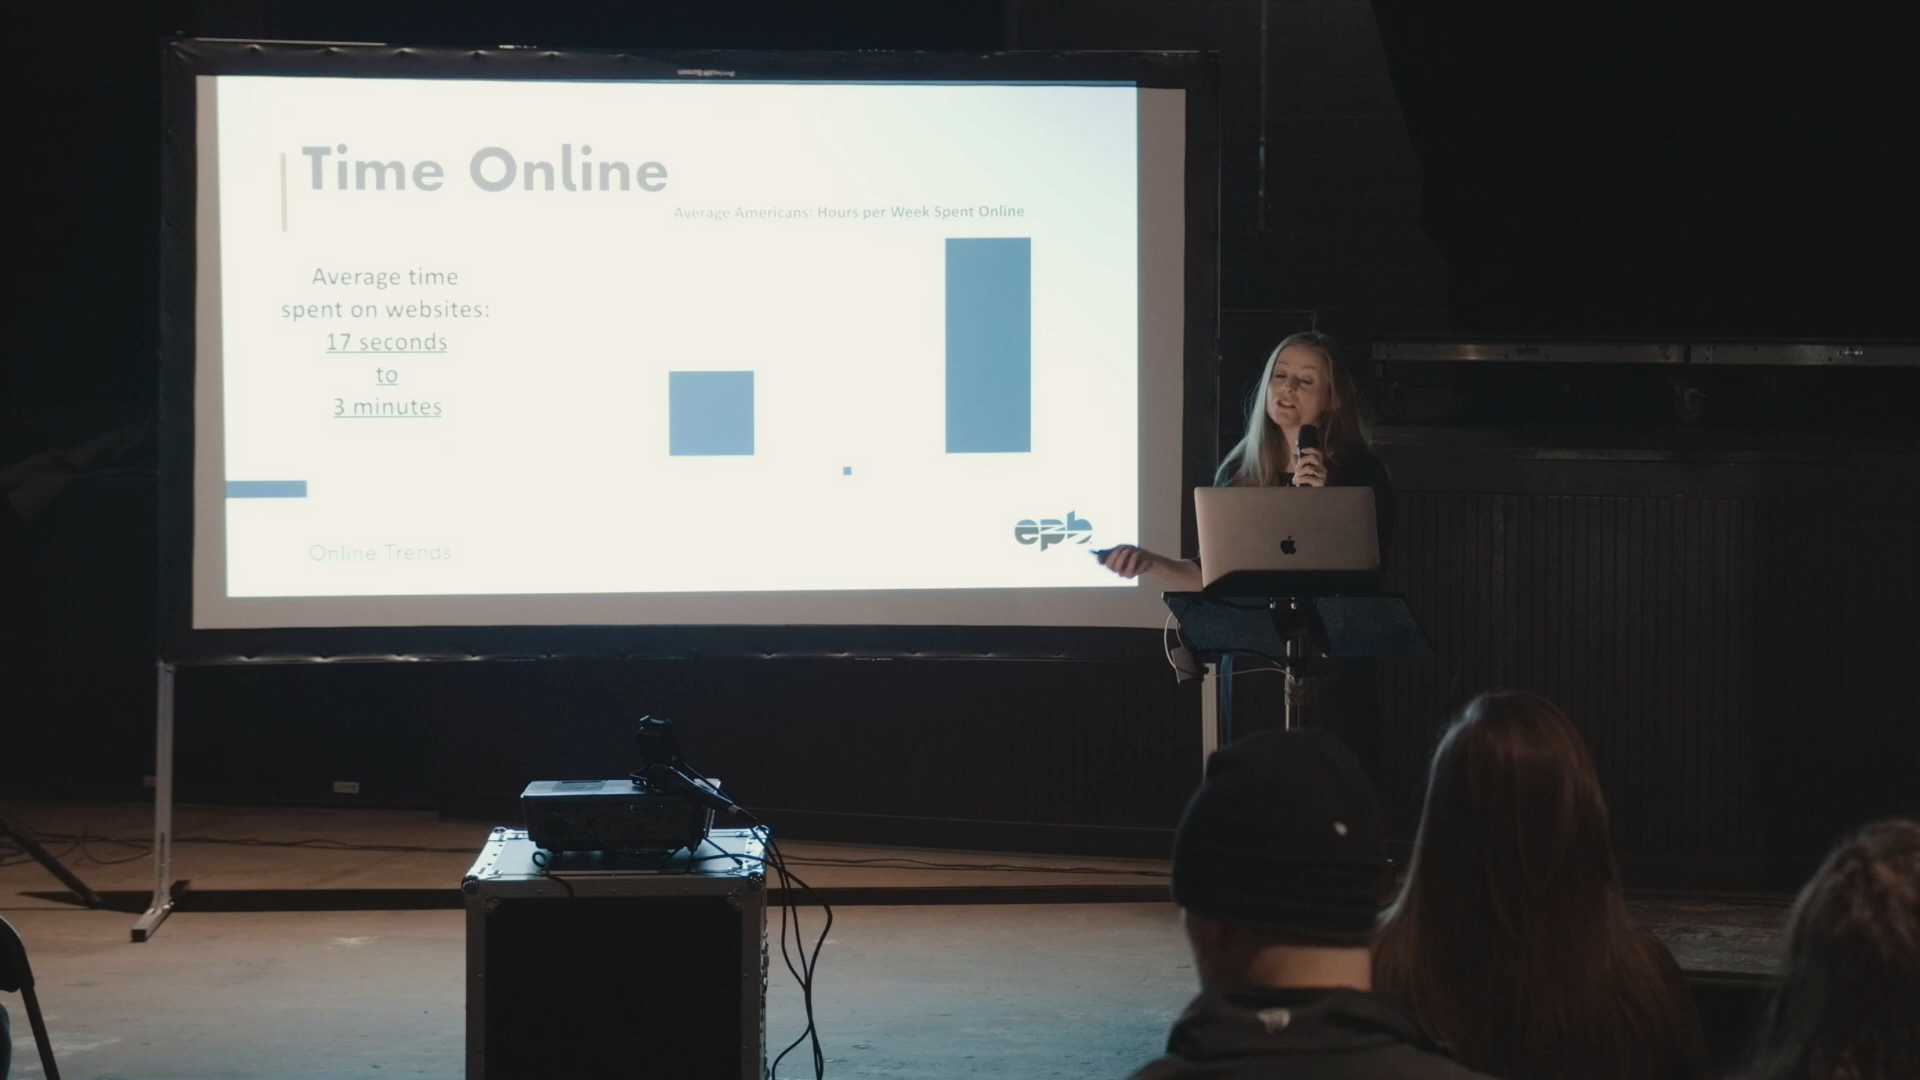 Time Online
Average Americans: Hours per Week Spent Online
Average time
spent on websites:
17 seconds
to
3 minutes
Online Trends
epb